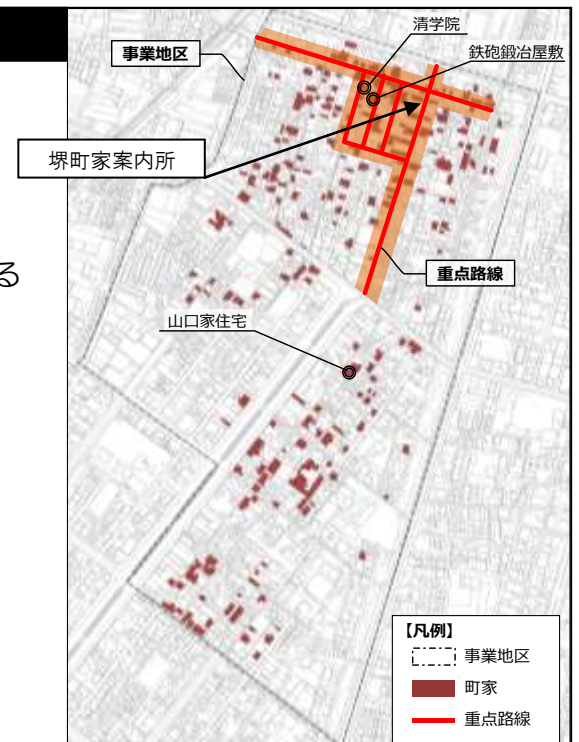 清学院
事業地区
鉄砲鍛冶屋敷
堺町家案内所
る
重点路線
山口家住宅
【凡例】
事業地区
町家
重点路線